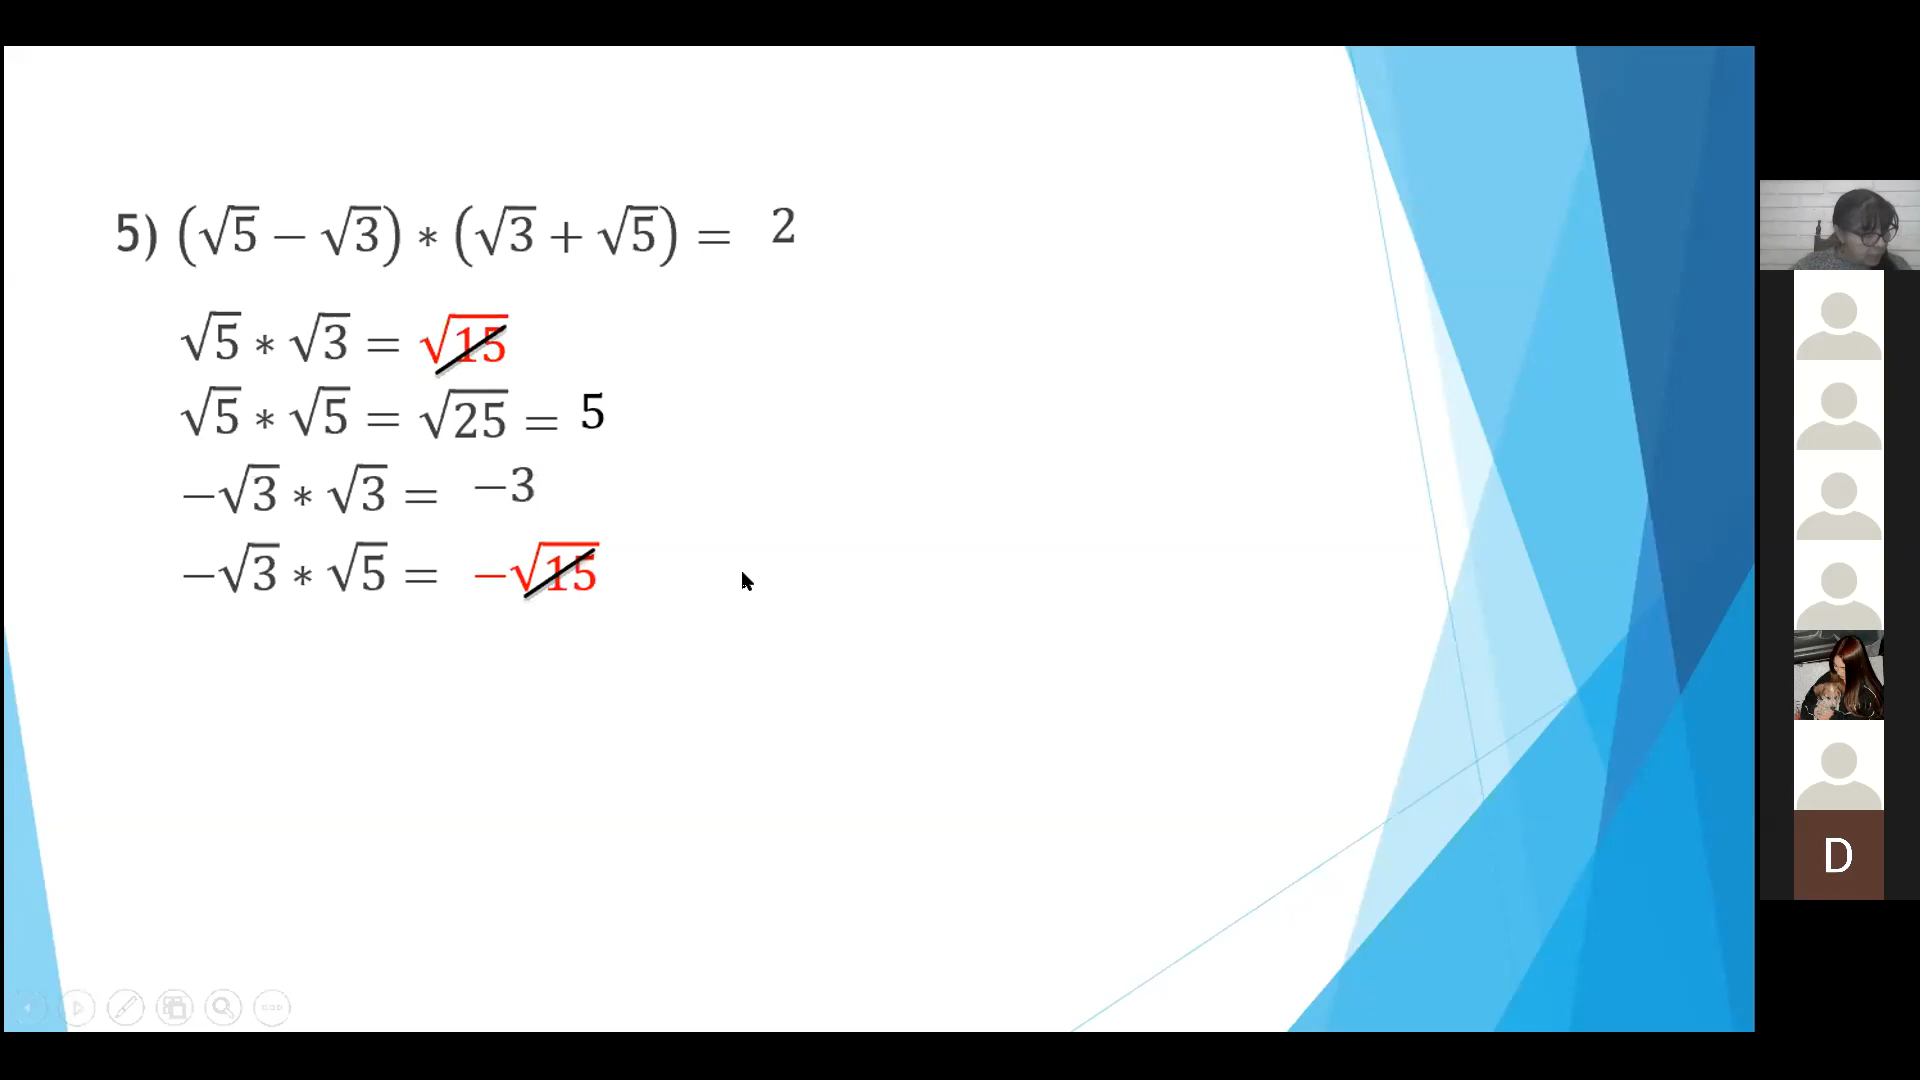 5) (√5 − √3) ∗ (√3 + √5) = 2
√5 ∗ √3 = √15
√5 ∗ √5 = √25 = 5
−√3 ∗ √3 = −3
−√3 ∗ √5 = −√15
D